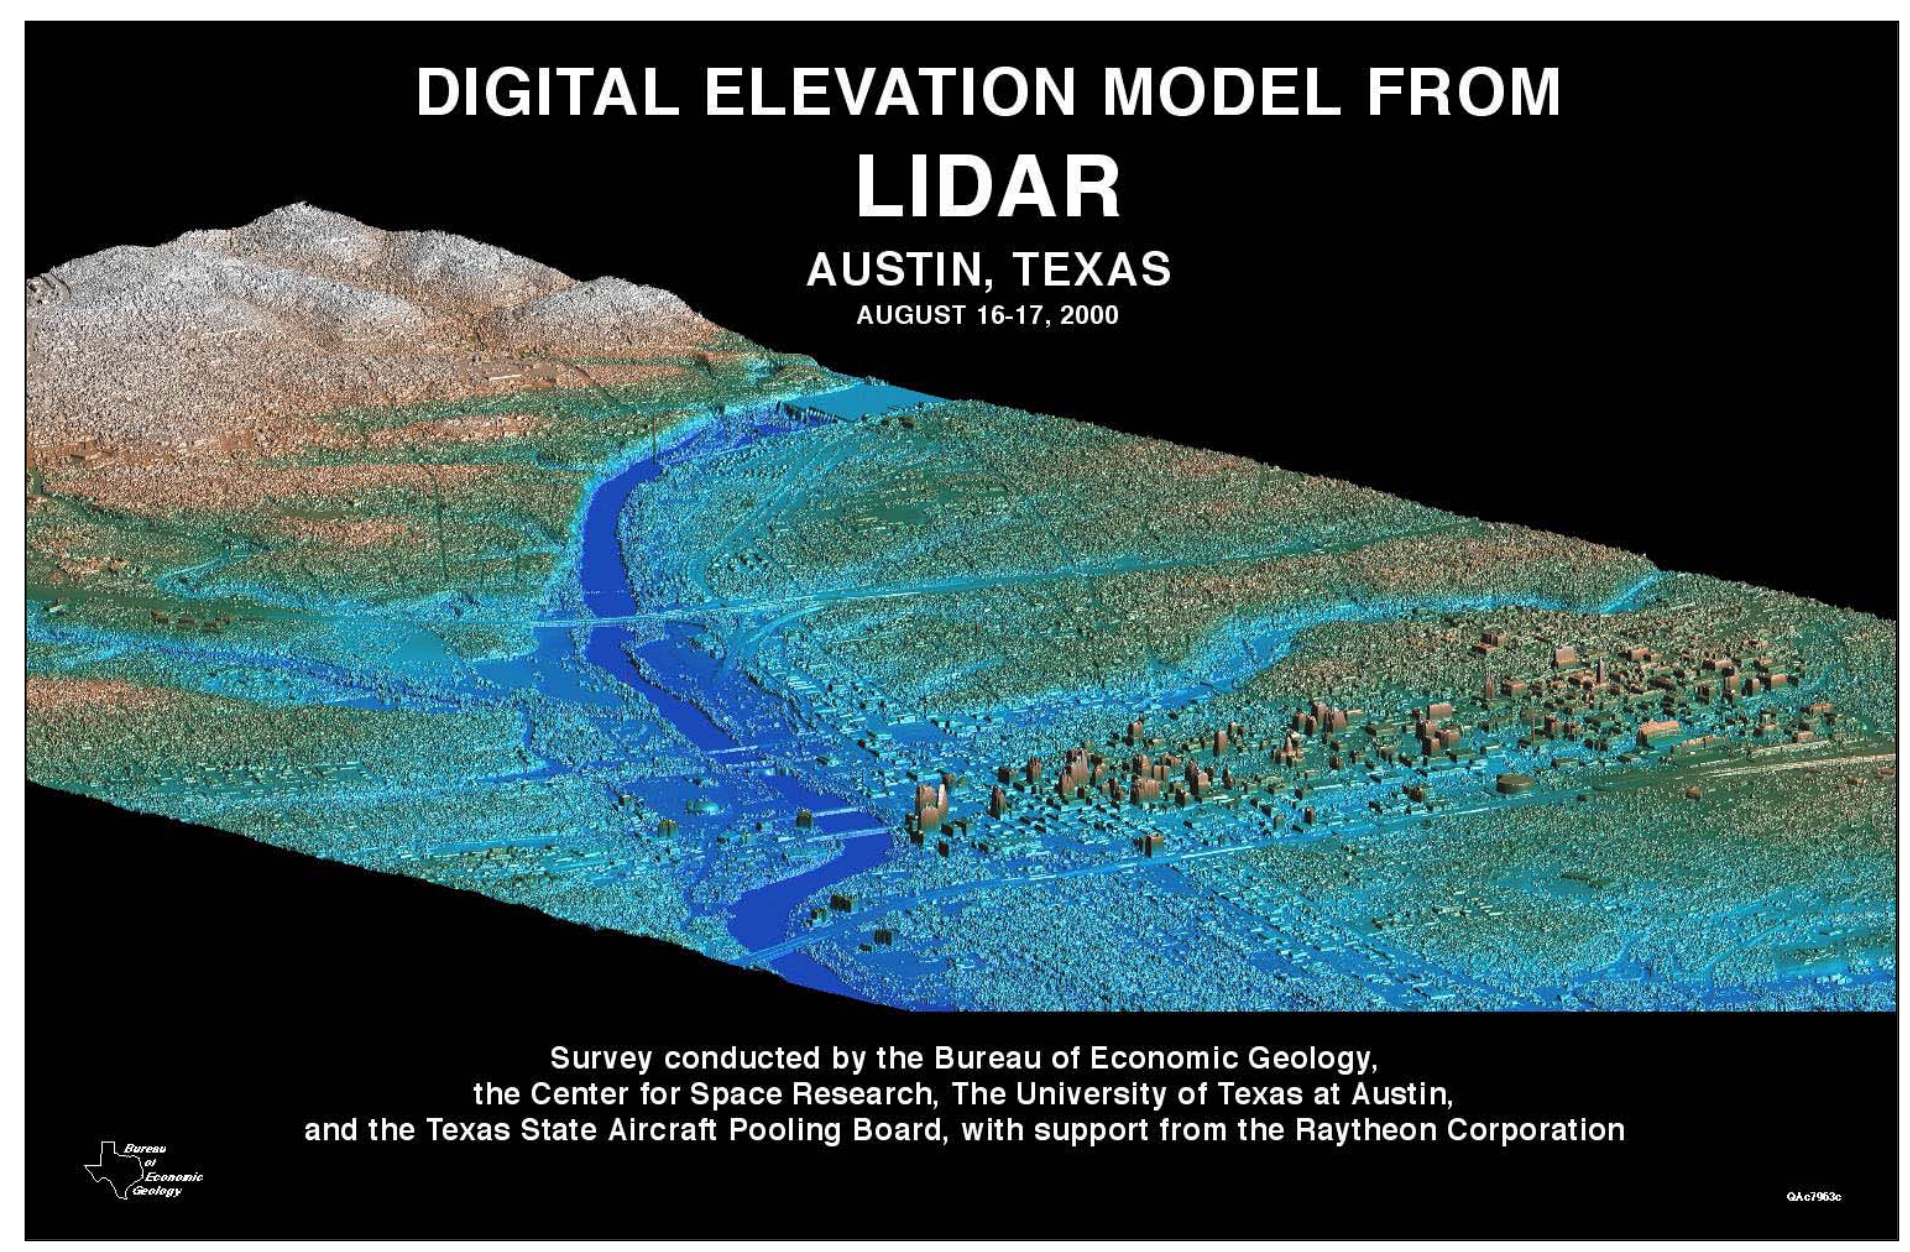 DIGITAL ELEVATION MODEL FROM
LIDAR
AUSTIN, TEXAS
AUGUST 16-17, 2000
Survey conducted by the Bureau of Economic Geology,
the Center for Space Research, The University of Texas at Austin,
and the Texas State Aircraft Pooling Board, with support from the Raytheon Corporation
Bureau
of
Economic
Geology
QAc7963c